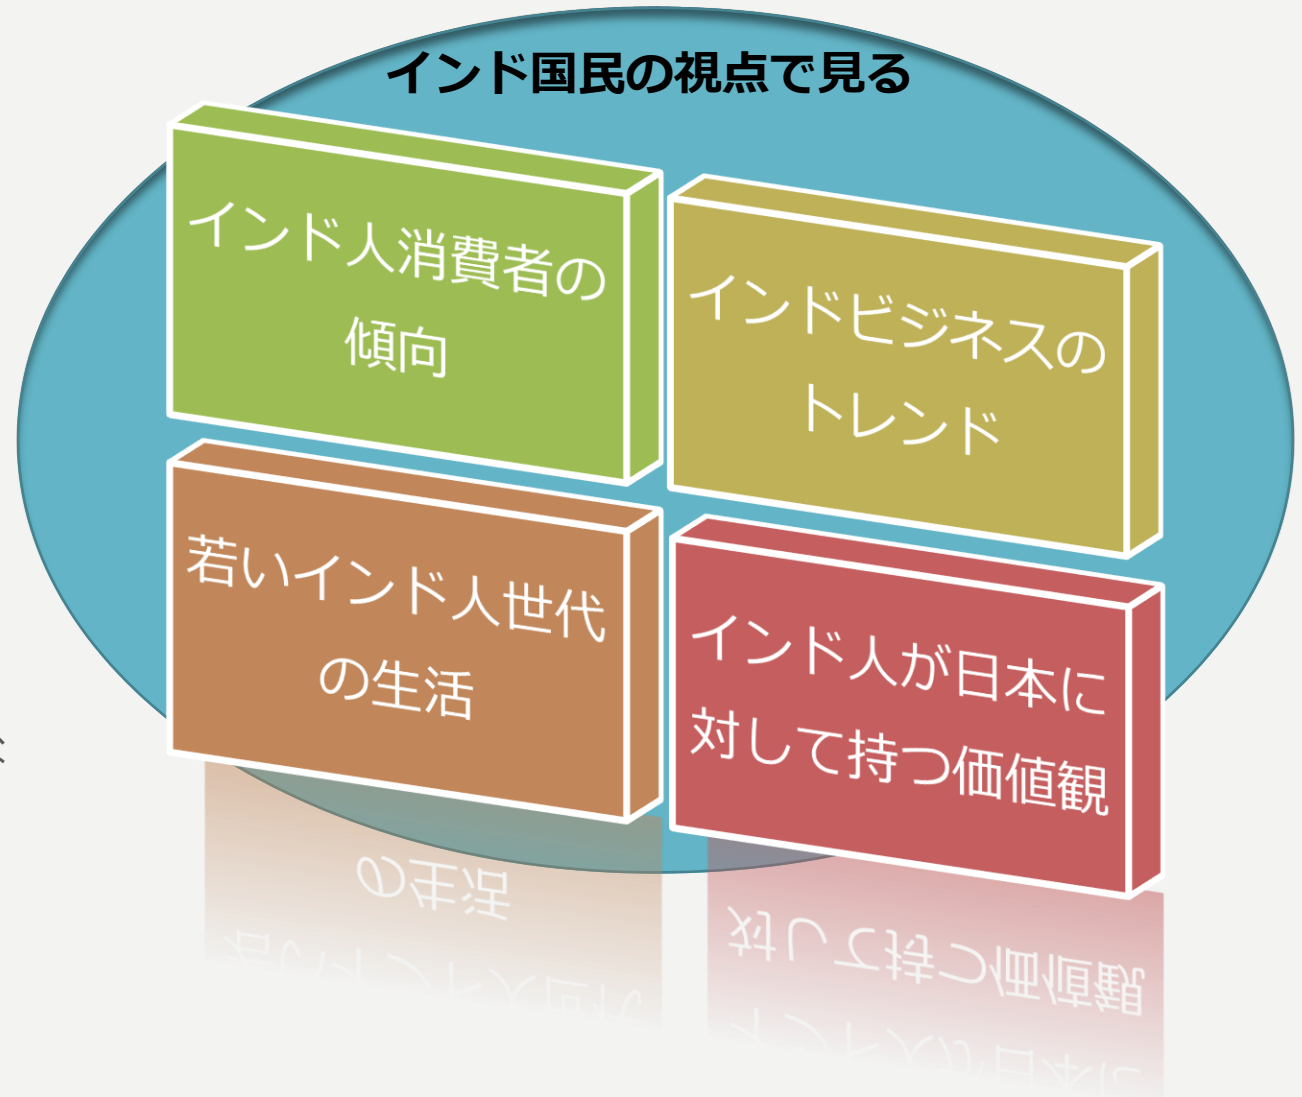 インド国民の視点で見る
インド人消費者の
傾向
インドビジネスの
トレンド
若いインド人世代
の生活
インド人が日本に
対して持つ価値観